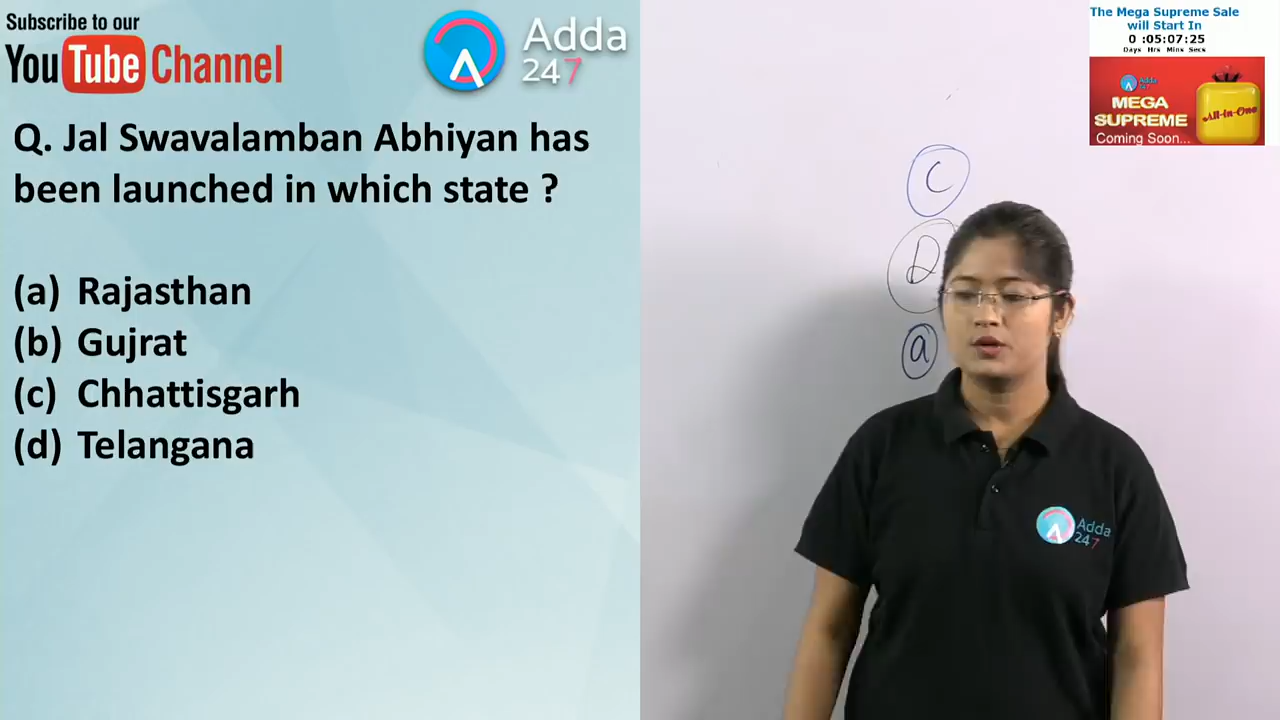 Subscribe to our
YouTube Channel
Adda
247
Q. Jal Swavalamban Abhiyan has
been launched in which state ?
(a) Rajasthan
(b) Gujrat
(c) Chhattisgarh
(d) Telangana
The Mega Supreme Sale
will Start In
0 :05:07:25
Days Hrs Mins Secs
Adda
247
MEGA
SUPREME
Coming Soon...
All-in-One
C
D
a
Adda
247